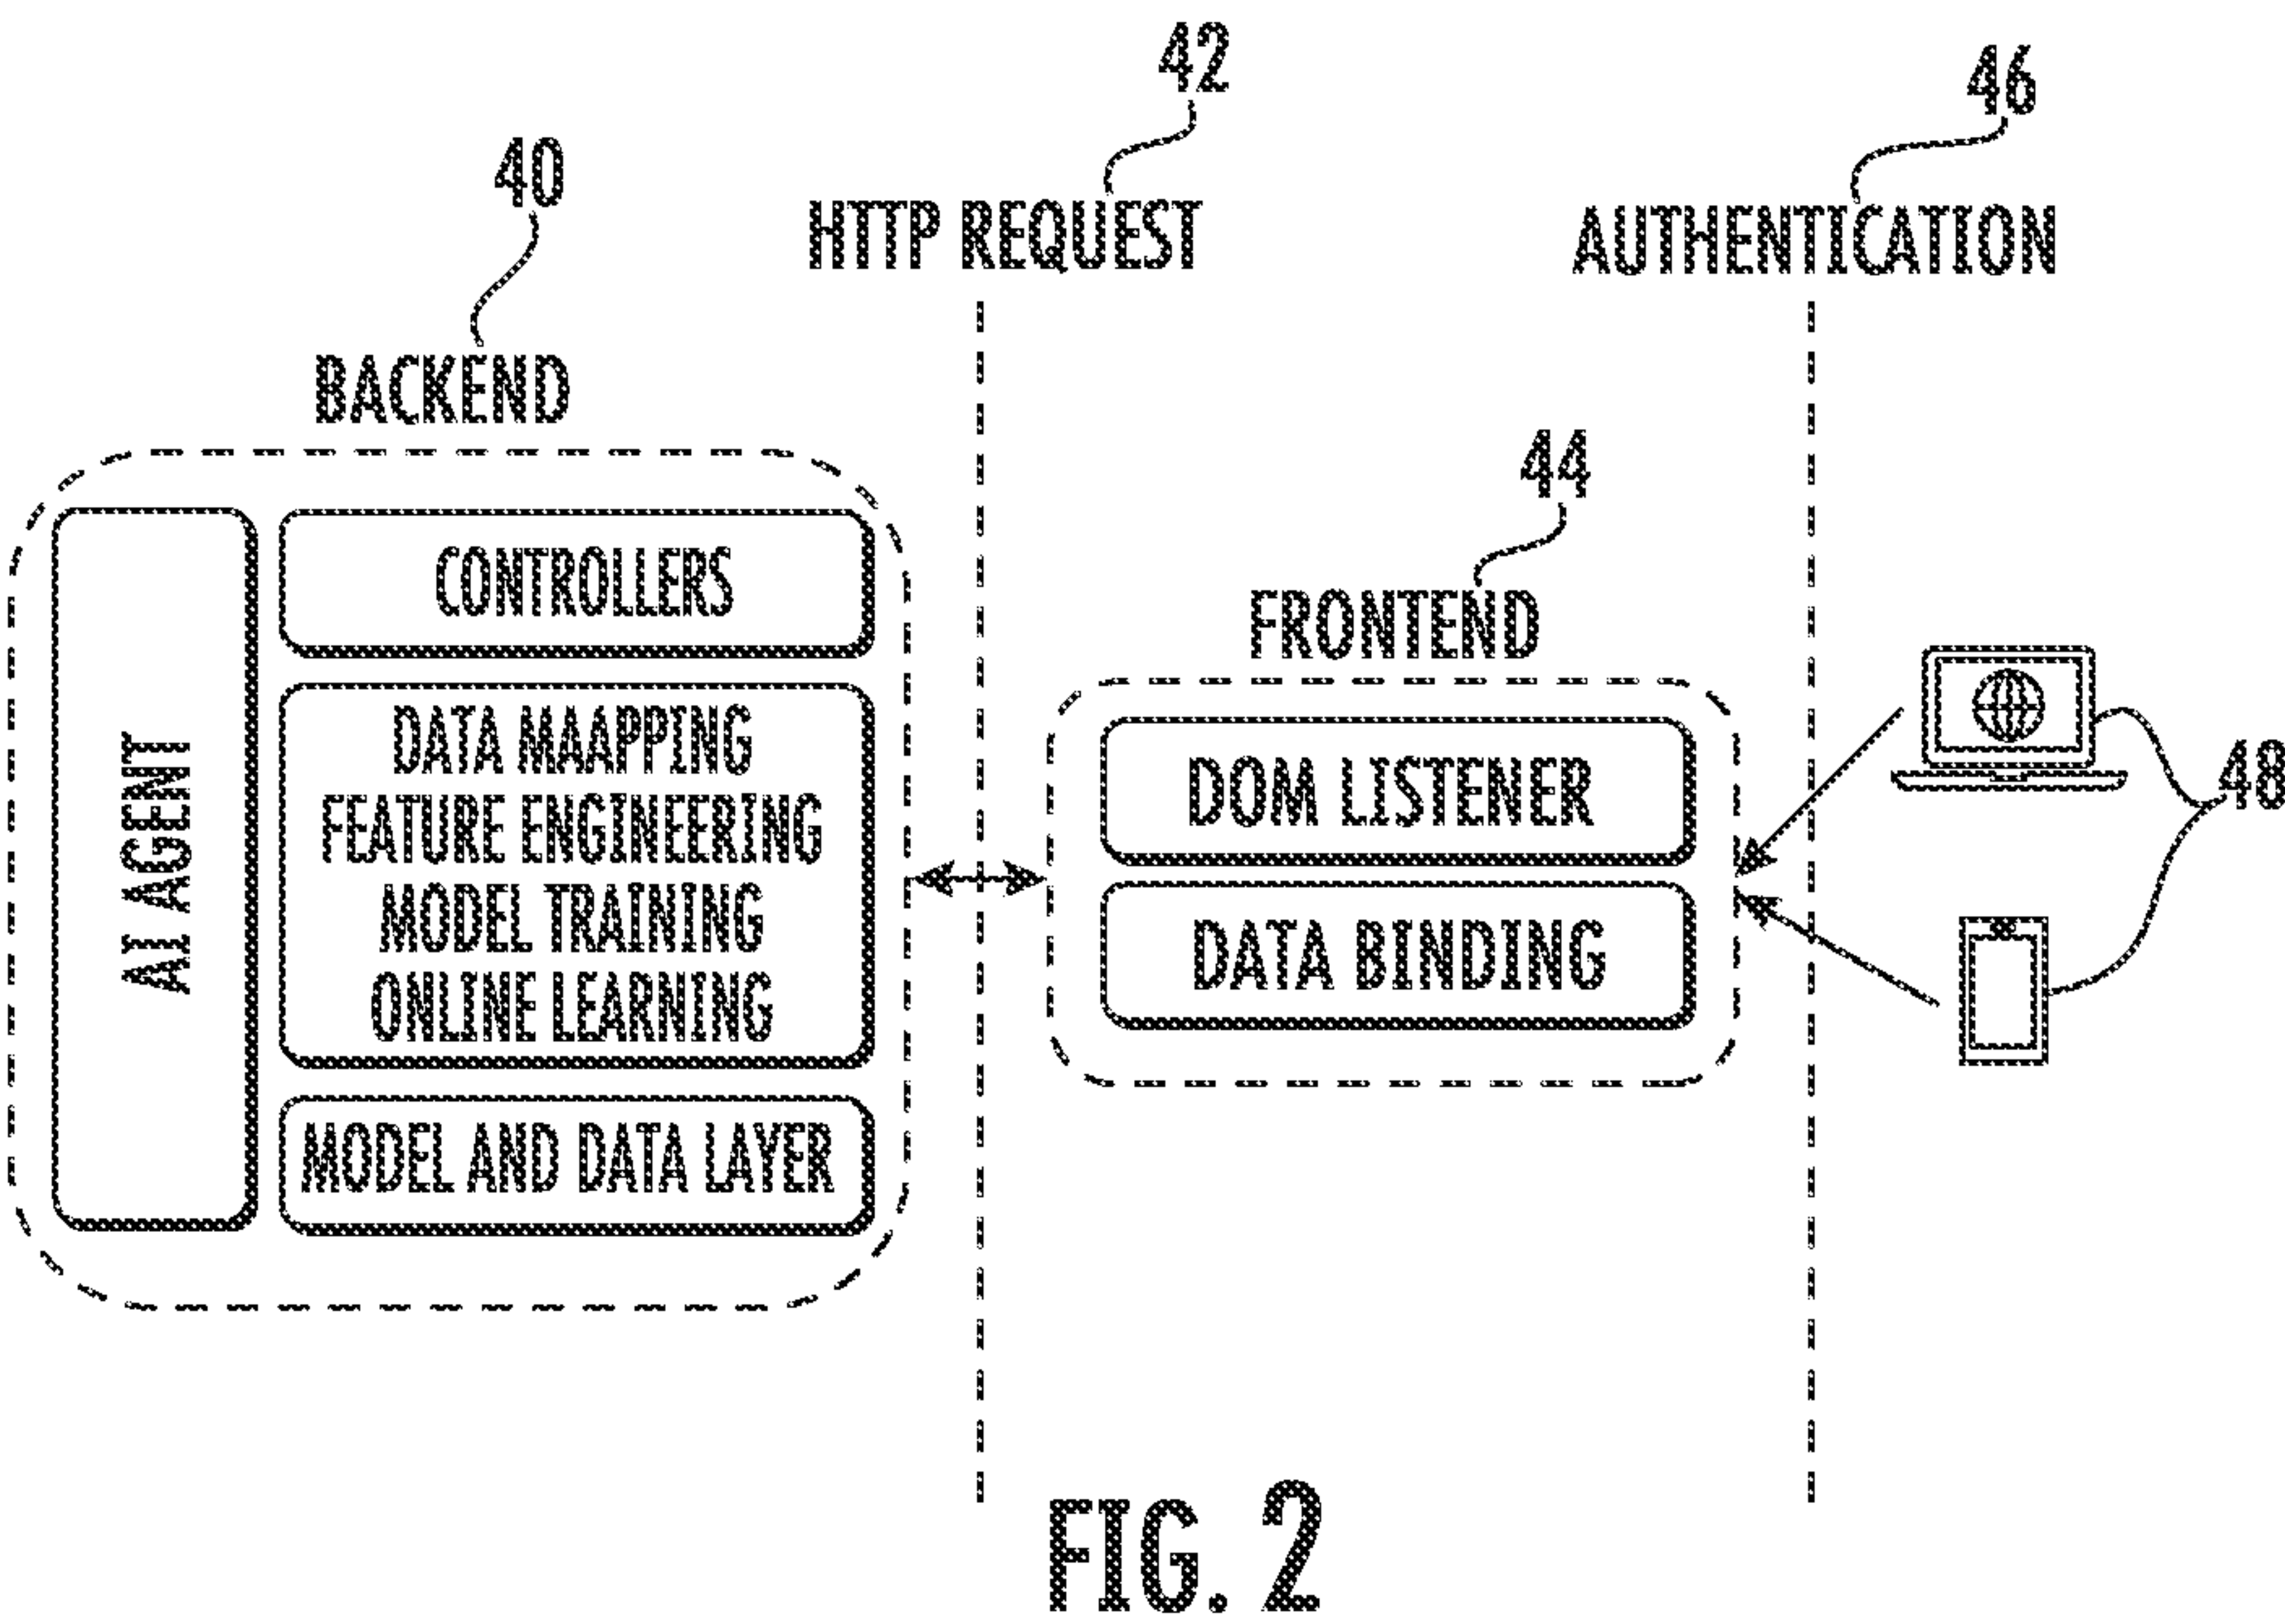 42
46
40
HTTP REQUEST
AUTHENTICATION
BACKEND
44
CONTROLLERS
FRONTEND
AI AGENT
DATA MAAPPING
FEATURE ENGINEERING
MODEL TRAINING
ONLINE LEARNING
DOM LISTENER
48
DATA BINDING
MODEL AND DATA LAYER
FIG. 2